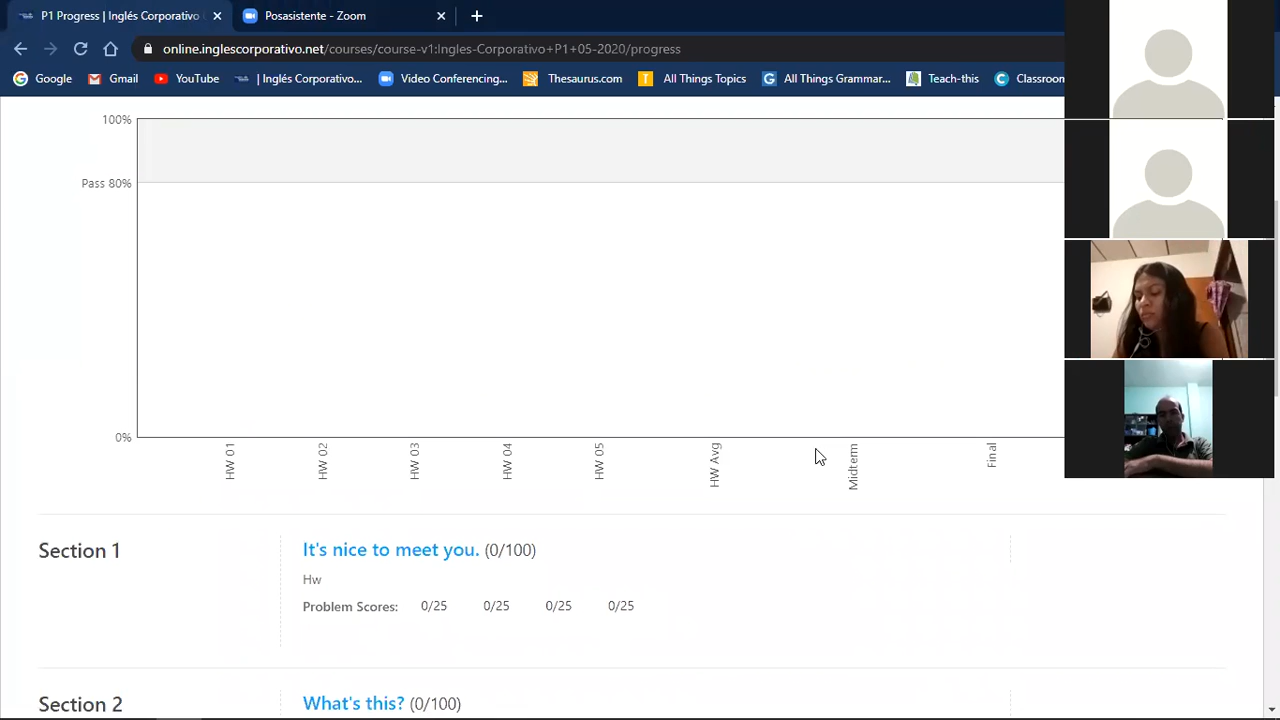 P1 Progress | Inglés Corporativo
Posasistente - Zoom
online.inglescorporativo.net/courses/course-v1:Ingles-Corporativo+P1+05-2020/progress
Google
Gmail
YouTube
| Inglés Corporativo...
Video Conferencing...
Thesaurus.com
All Things Topics
All Things Grammar...
Teach-this
Classroom
100%
Pass 80%
0%
HW 01
HW 02
HW 03
HW 04
HW 05
HW Avg
Midterm
Final
Section 1
It's nice to meet you. (0/100)
Hw
Problem Scores: 0/25 0/25 0/25 0/25
Section 2
What's this? (0/100)